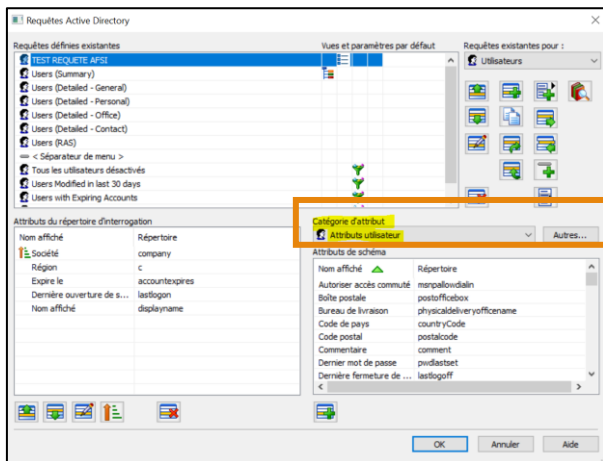 Requêtes Active Directory
Requêtes définies existantes
Vues et paramètres par défaut
Requêtes existantes pour :
TEST REQUETE AFSI
Utilisateurs
Users (Summary)
Users (Detailed - General)
Users (Detailed - Personal)
Users (Detailed - Office)
Users (Detailed - Contact)
Users (RAS)
< Séparateur de menu >
Tous les utilisateurs désactivés
Users Modified in last 30 days
Users with Expiring Accounts
Attributs du répertoire d'interrogation
Catégorie d'attribut
Attributs utilisateur
Autres...
Attributs de schéma
Nom affiché Répertoire
Société company
Région c
Expire le accountexpires
Dernière ouverture de s... lastlogon
Nom affiché displayname
Nom affiché Répertoire
Autoriser accès commuté msnpallowdialin
Boîte postale postofficebox
Bureau de livraison physicaldeliveryofficename
Code de pays countryCode
Code postal postalcode
Commentaire comment
Dernier mot de passe pwdlastset
Dernière fermeture de ... lastlogoff
OK
Annuler
Aide